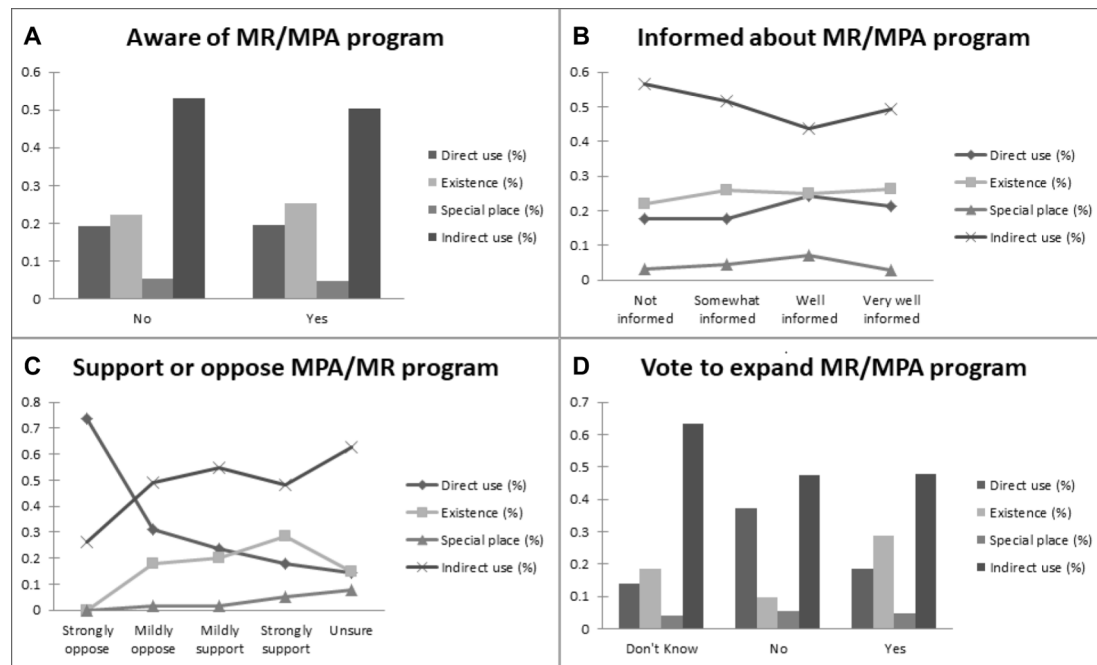 A
Aware of MR/MPA program
0.6
0.5
0.4
0.3
0.2
0.1
0
No
Yes
Direct use (%)
Existence (%)
Special place (%)
Indirect use (%)
B
Informed about MR/MPA program
0.6
0.5
0.4
0.3
0.2
0.1
0
Not
informed
Somewhat
informed
Well
informed
Very well
informed
Direct use (%)
Existence (%)
Special place (%)
Indirect use (%)
C
Support or oppose MPA/MR program
0.8
0.7
0.6
0.5
0.4
0.3
0.2
0.1
0
Strongly
oppose
Mildly
oppose
Mildly
support
Strongly
support
Unsure
Direct use (%)
Existence (%)
Special place (%)
Indirect use (%)
D
Vote to expand MR/MPA program
0.7
0.6
0.5
0.4
0.3
0.2
0.1
0
Don't Know
No
Yes
Direct use (%)
Existence (%)
Special place (%)
Indirect use (%)